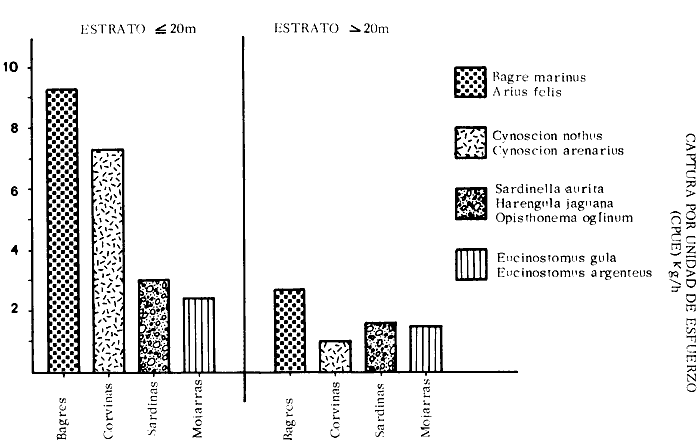 ESTRATO ≦ 20m
ESTRATO > 20m
10
8
6
4
2
Bagres
Corvinas
Sardinas
Mojarras
Bagres
Corvinas
Sardinas
Mojarras
Bagre marinus
Arius felis
Cynoscion nothus
Cynoscion arenarius
Sardinella aurita
Harengula jaguana
Opisthonema oglinum
Eucinostomus gula
Eucinostomus argenteus
CAPTURA POR UNIDAD DE ESFUERZO
(CPUE) Kg/h